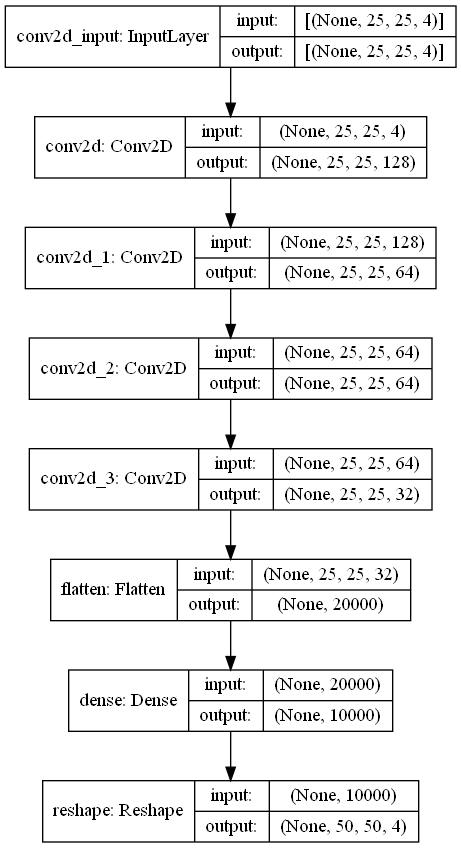 conv2d_input: InputLayer
input: [(None, 25, 25, 4)]
output: [(None, 25, 25, 4)]
conv2d: Conv2D
input: (None, 25, 25, 4)
output: (None, 25, 25, 128)
conv2d_1: Conv2D
input: (None, 25, 25, 128)
output: (None, 25, 25, 64)
conv2d_2: Conv2D
input: (None, 25, 25, 64)
output: (None, 25, 25, 64)
conv2d_3: Conv2D
input: (None, 25, 25, 64)
output: (None, 25, 25, 32)
flatten: Flatten
input: (None, 25, 25, 32)
output: (None, 20000)
dense: Dense
input: (None, 20000)
output: (None, 10000)
reshape: Reshape
input: (None, 10000)
output: (None, 50, 50, 4)